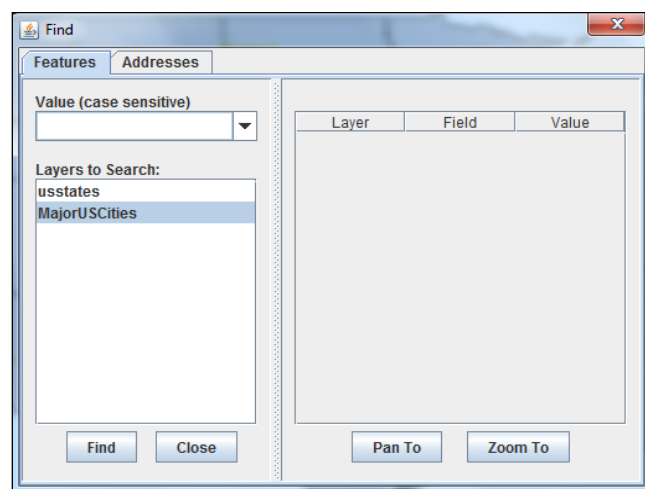 Find
Features Addresses
Value (case sensitive)
Layers to Search:
usstates
MajorUSCities
Find Close
Layer Field Value
Pan To Zoom To